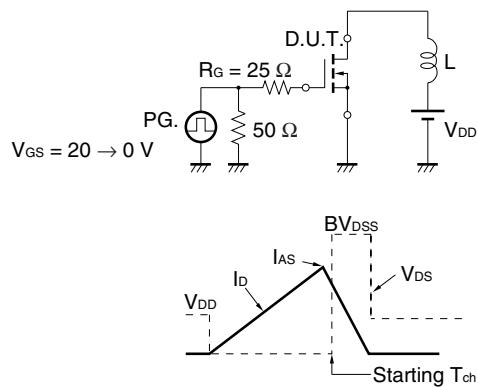 D.U.T.
RG = 25 Ω
L
PG.
50 Ω
VDD
VGS = 20 → 0 V
BVDSS
IAS
ID
VDS
VDD
Starting Tch